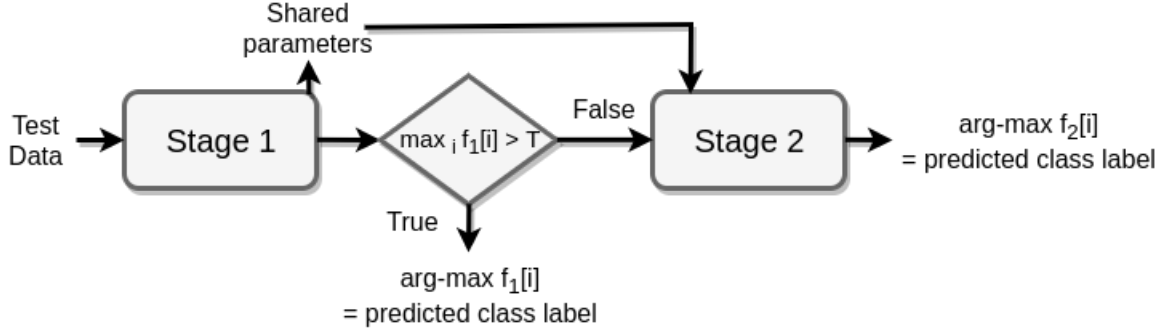 Shared
parameters
Test
Data
Stage 1
max i f1[i] > T
False
Stage 2
arg-max f2[i]
= predicted class label
True
arg-max f1[i]
= predicted class label